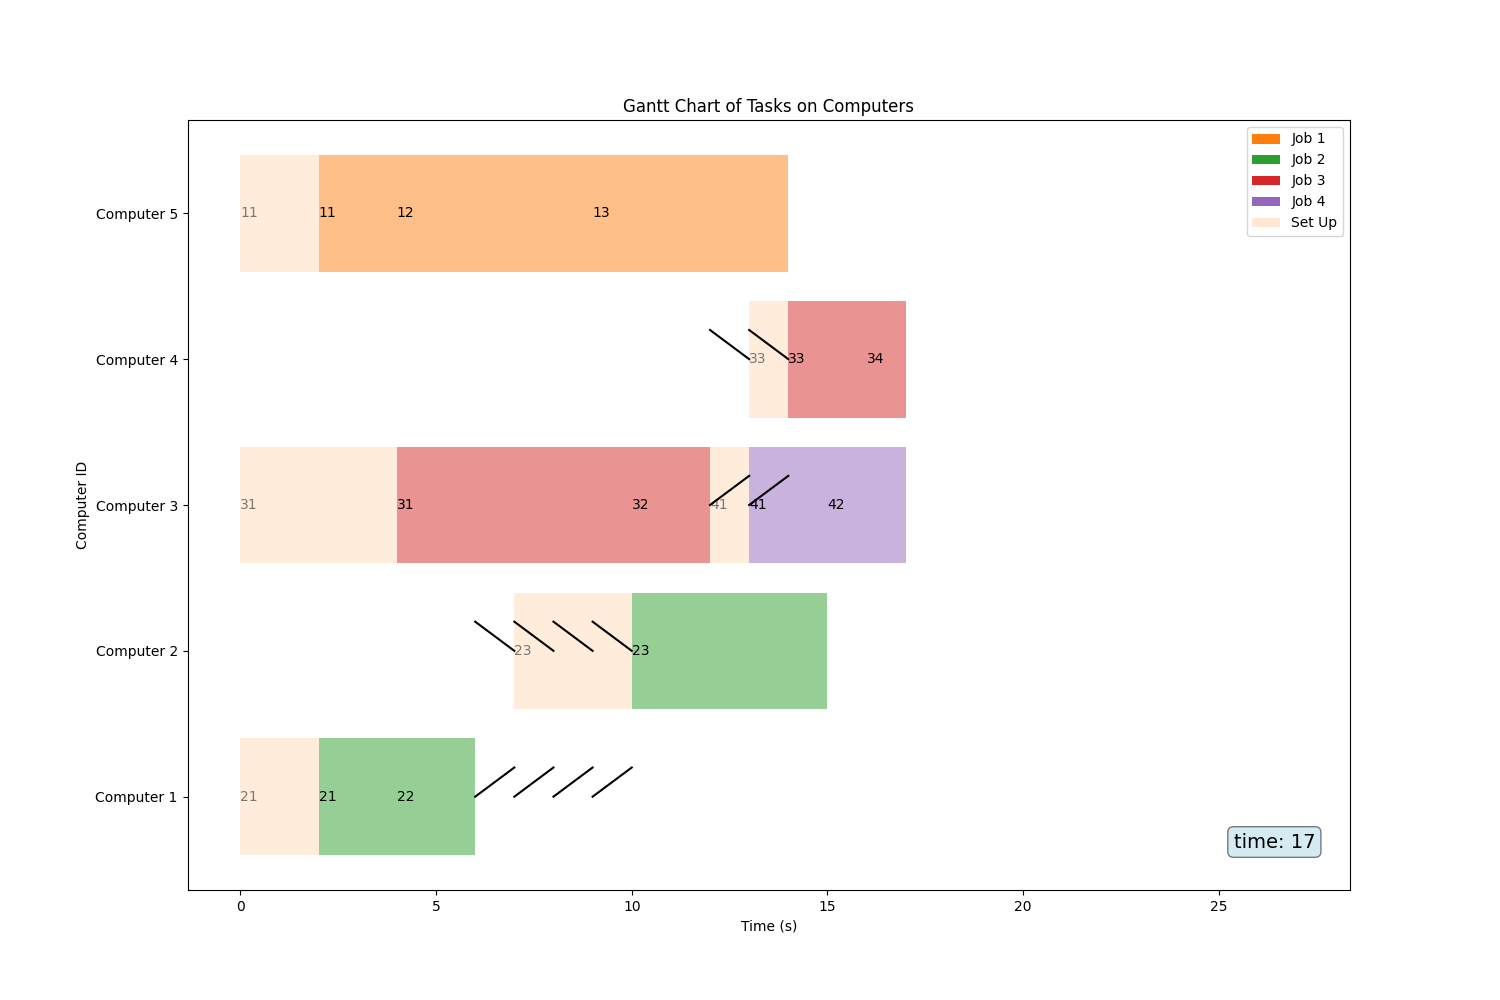 Gantt Chart of Tasks on Computers
Job 1
Job 2
Job 3
Job 4
Set Up
Computer 5
11 11 12 13
Computer 4
33 33 34
Computer 3
31 31 32 41 41 42
Computer 2
23 23
Computer 1
21 21 22
Computer ID
time: 17
0 5 10 15 20 25
Time (s)